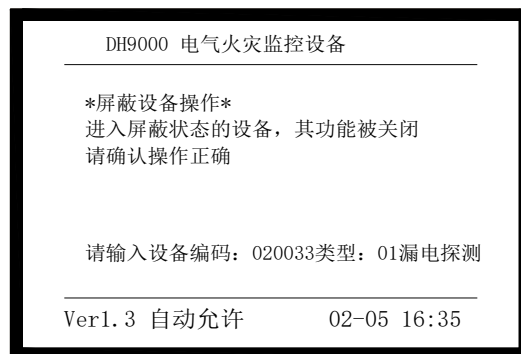 DH9000 电气火灾监控设备
*屏蔽设备操作*
进入屏蔽状态的设备，其功能被关闭
请确认操作正确
请输入设备编码：020033类型：01漏电探测
Ver1.3 自动允许 02-05 16:35